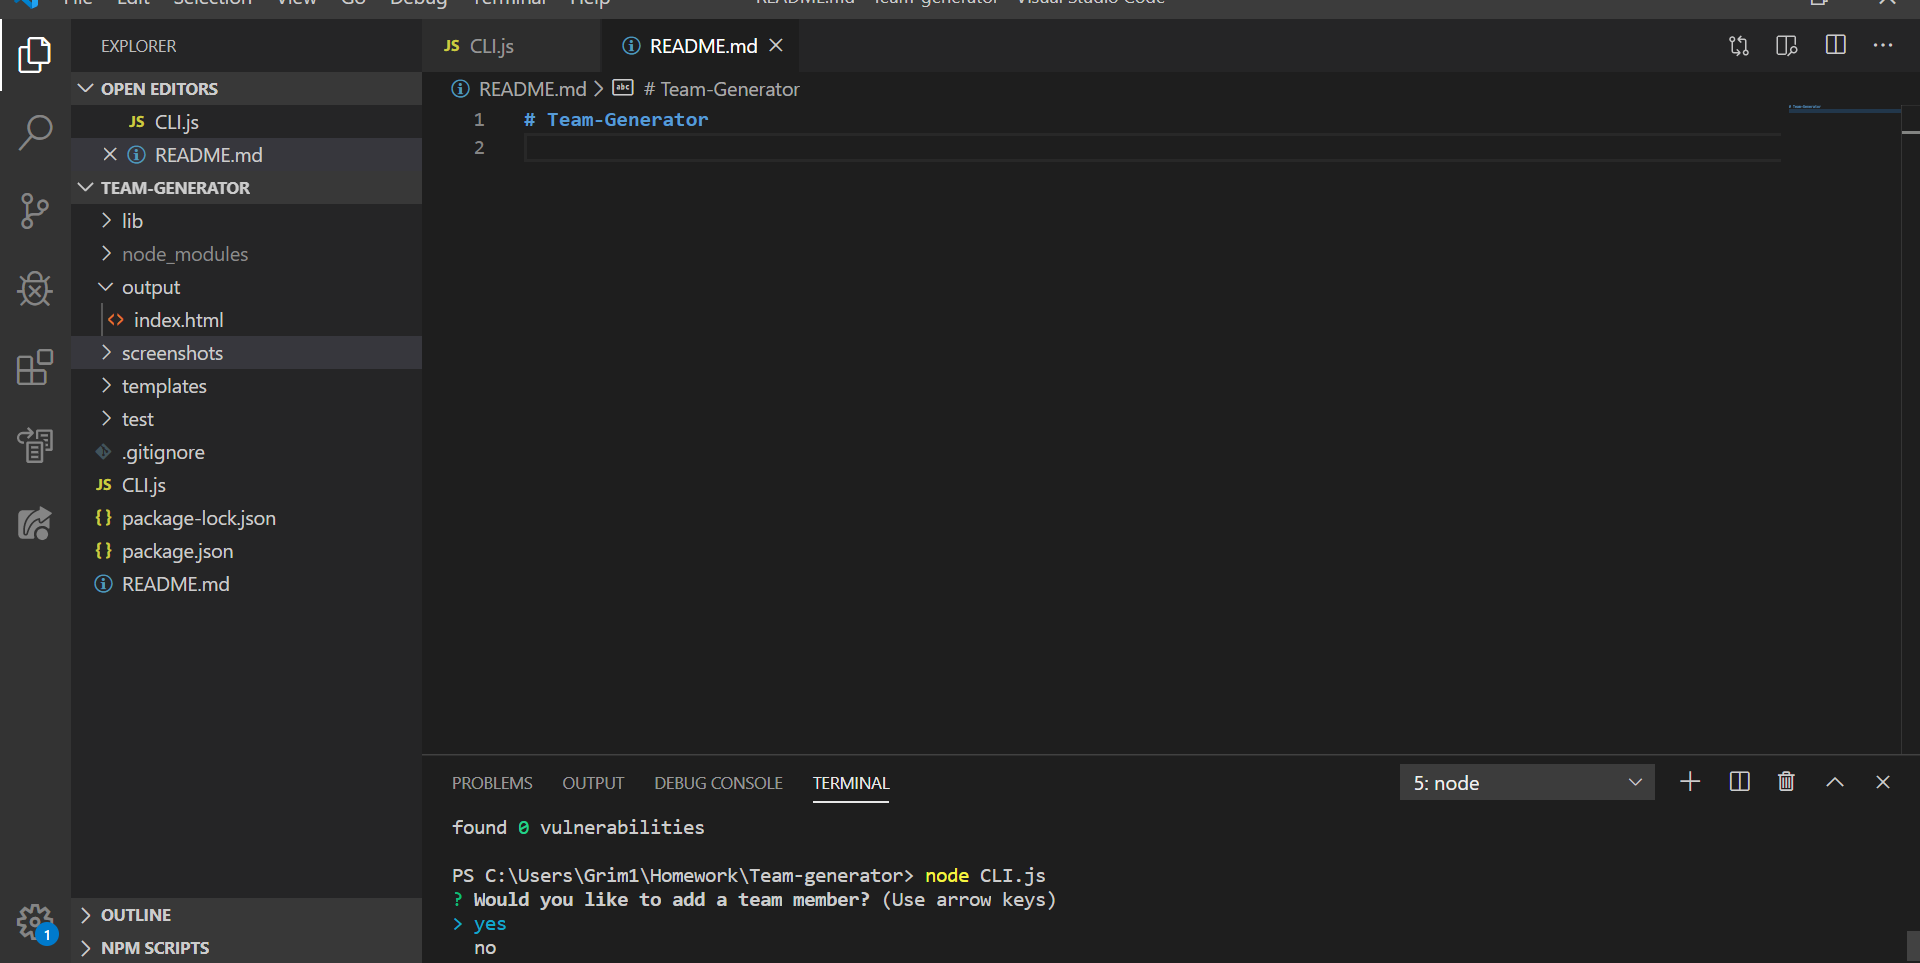 File Edit Selection View Go Debug Terminal Help
README.md - Team-generator - Visual Studio Code
EXPLORER
OPEN EDITORS
JS CLI.js
README.md
TEAM-GENERATOR
lib
node_modules
output
<> index.html
screenshots
templates
test
.gitignore
JS CLI.js
{} package-lock.json
{} package.json
README.md
OUTLINE
NPM SCRIPTS
1
JS CLI.js
README.md
README.md > abc # Team-Generator
1 # Team-Generator
2
PROBLEMS OUTPUT DEBUG CONSOLE TERMINAL
5: node
found 0 vulnerabilities
PS C:\Users\Grim1\Homework\Team-generator> node CLI.js
? Would you like to add a team member? (Use arrow keys)
> yes
no